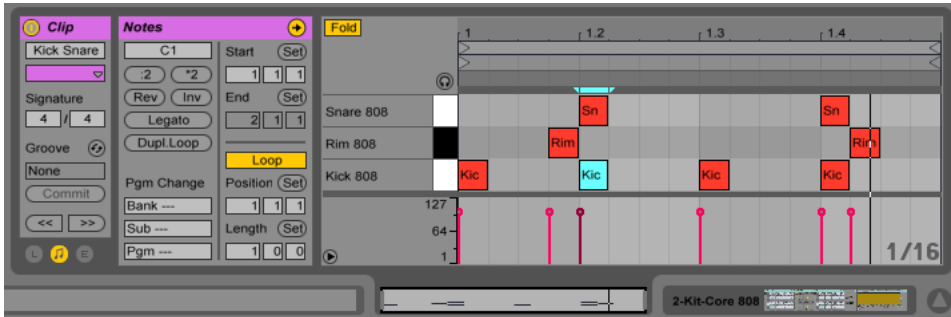 Clip
Kick Snare
Signature
4 / 4
Groove
None
Commit
<< >>
L E
Notes
C1
:2 *2
Rev Inv
Legato
Dupl.Loop
Pgm Change
Bank ---
Sub ---
Pgm ---
Start Set
1 1 1
End Set
2 1 1
Loop
Position Set
1 1 1
Length Set
1 0 0
Fold
1 1.2 1.3 1.4
Snare 808 Sn Sn
Rim 808 Rim Rim
Kick 808 Kic Kic Kic Kic
127
64
1
1/16
2-Kit-Core 808